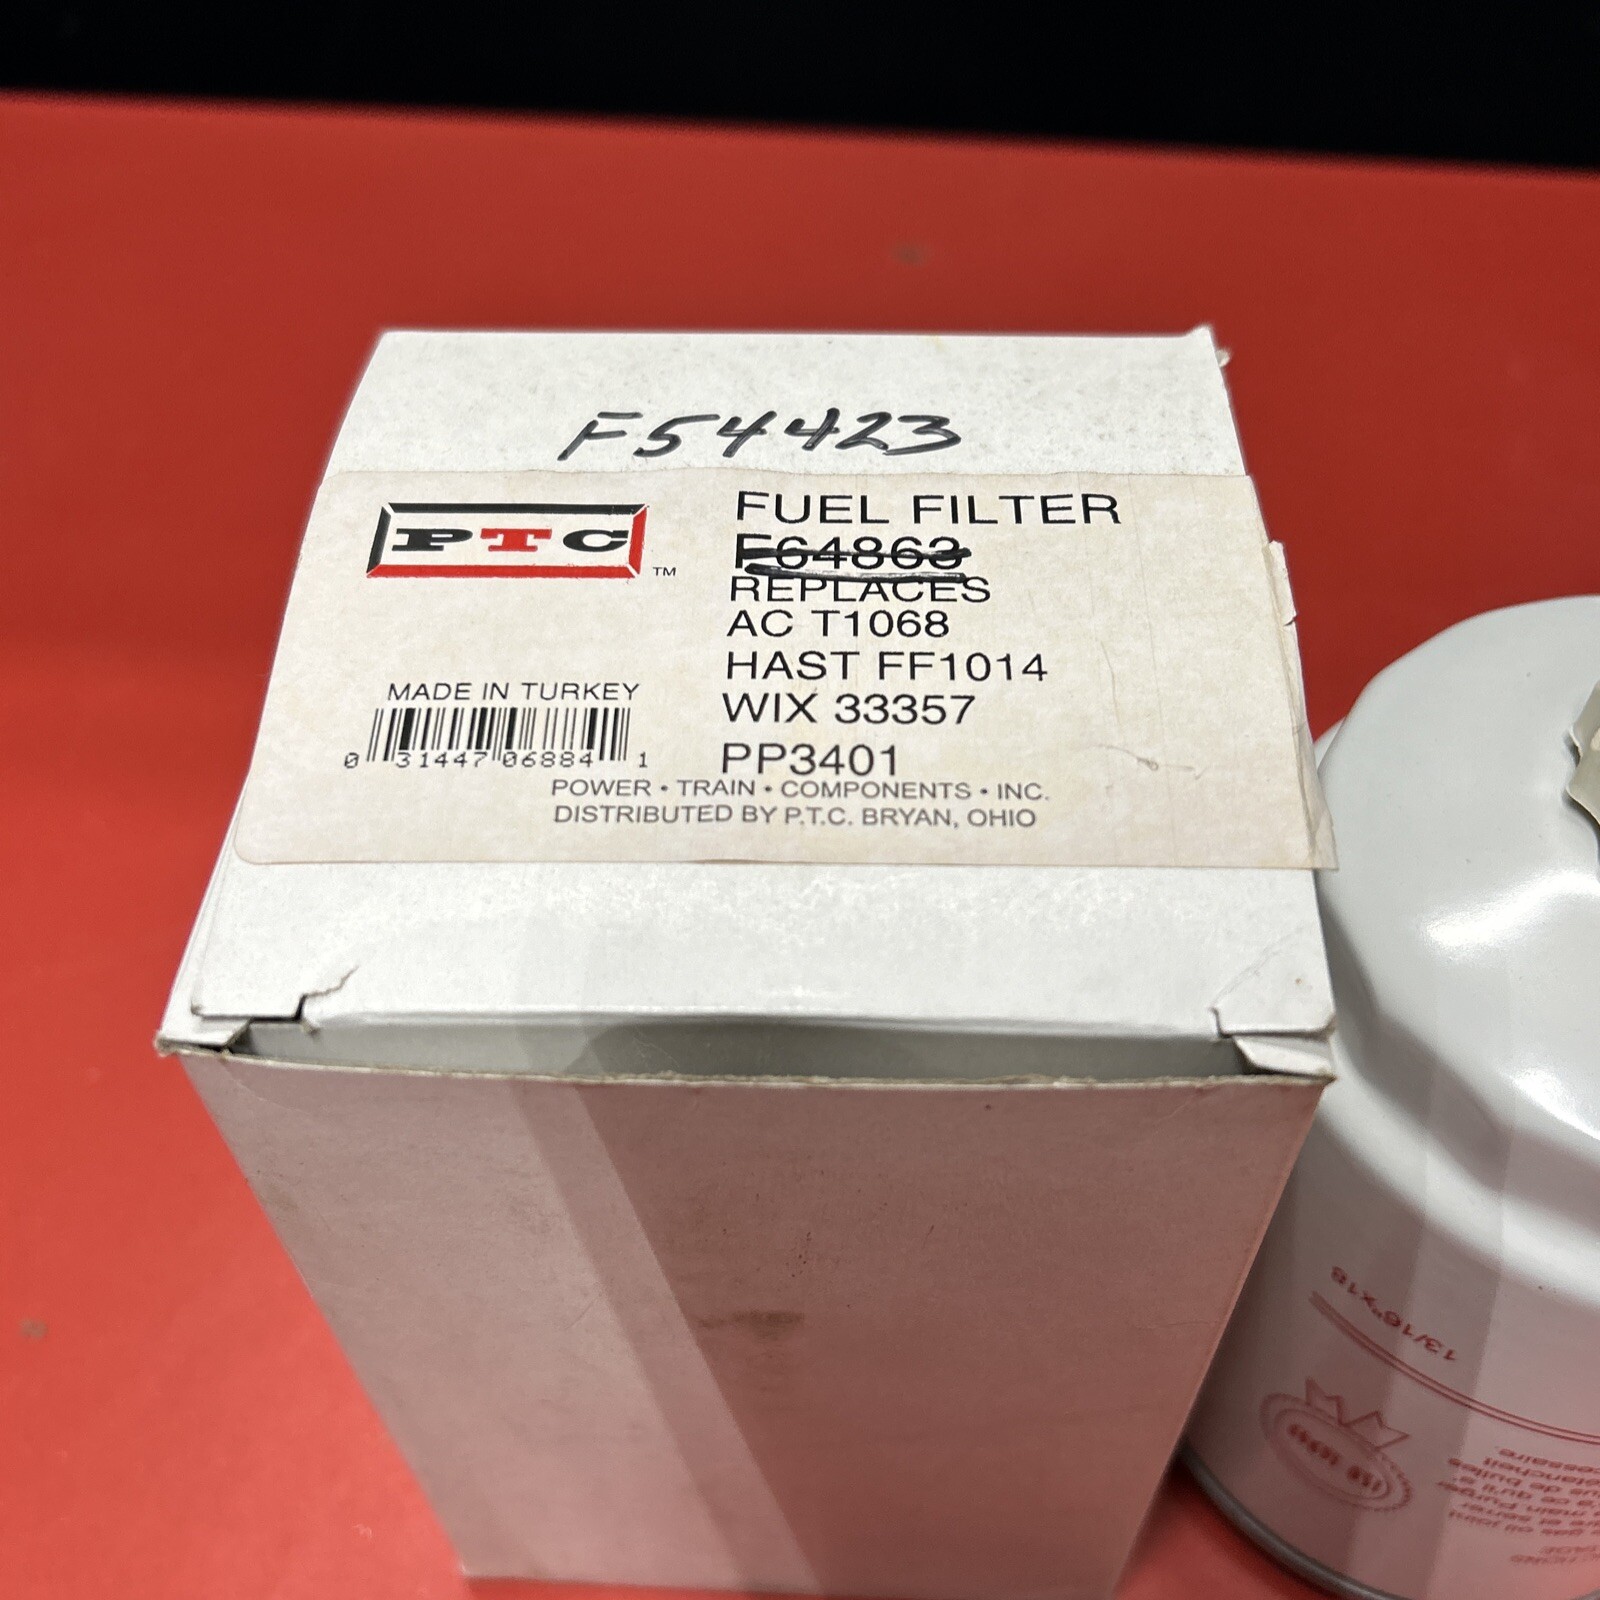 F54423
PTC ™
FUEL FILTER
F64863
REPLACES
AC T1068
HAST FF1014
WIX 33357
PP3401
MADE IN TURKEY
0 31447 06884 1
POWER • TRAIN • COMPONENTS • INC.
DISTRIBUTED BY P.T.C. BRYAN, OHIO
13/16"x18